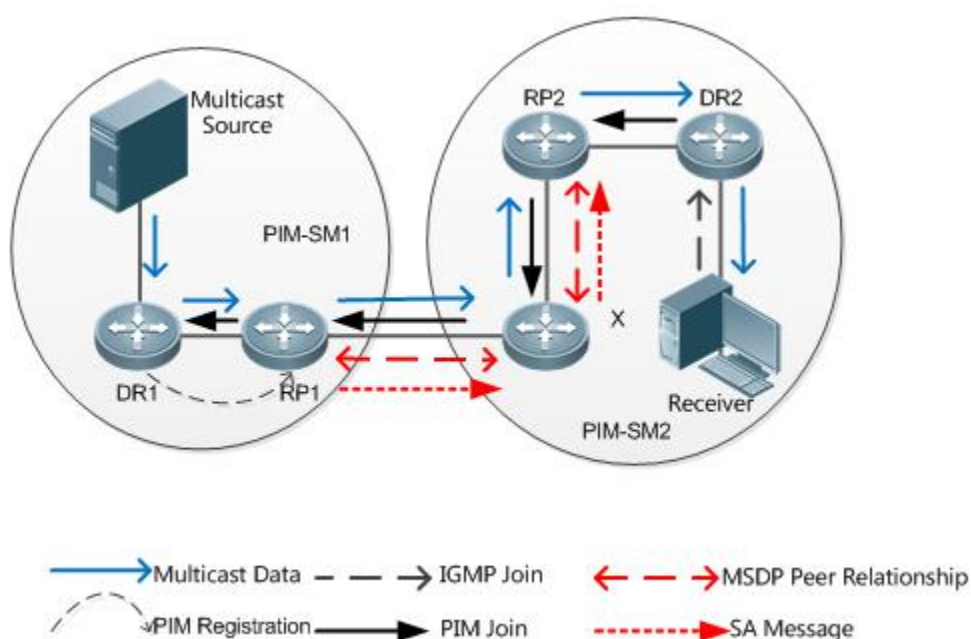 Multicast
Source
RP2
DR2
PIM-SM1
X
DR1
RP1
Receiver
PIM-SM2
Multicast Data
IGMP Join
MSDP Peer Relationship
PIM Registration
PIM Join
SA Message